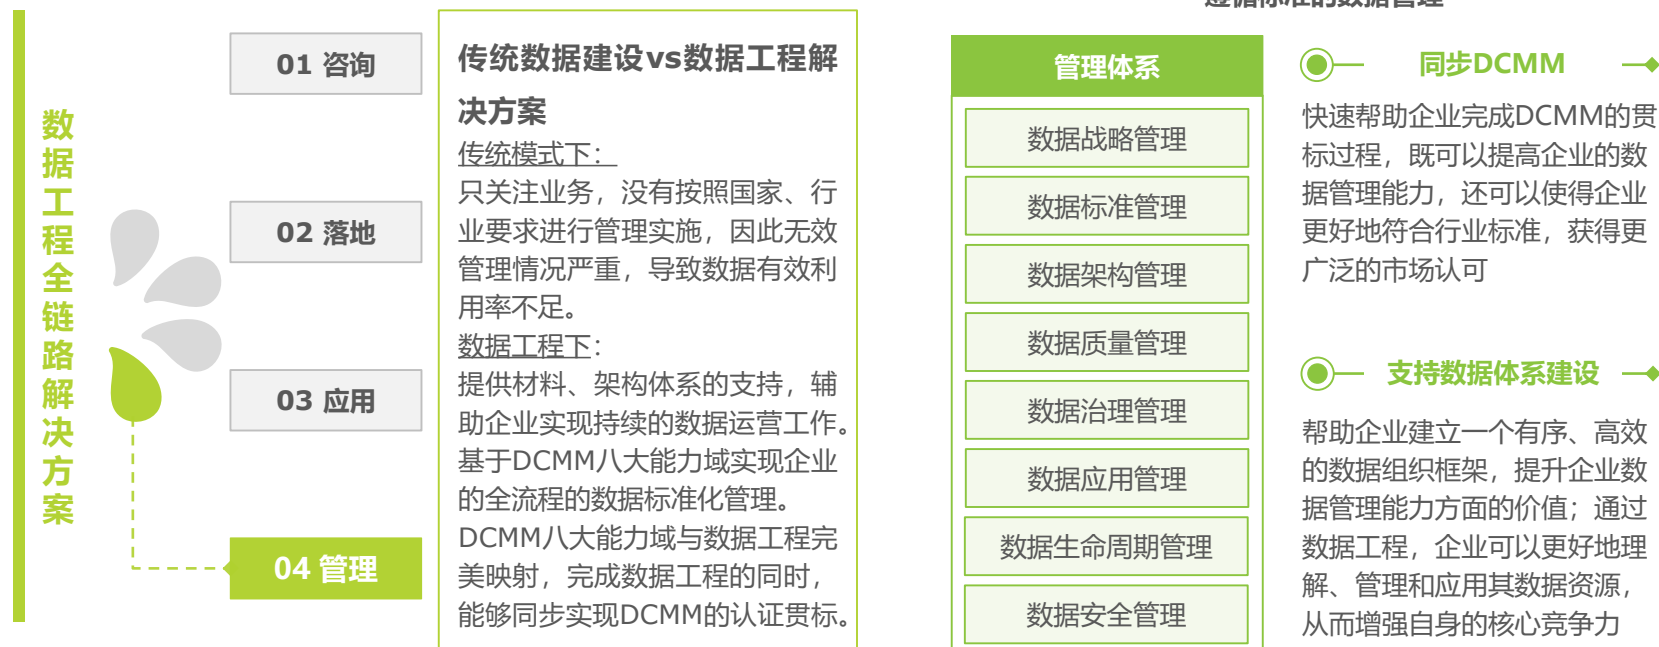 数据工程全链路解决方案
01 咨询
02 落地
03 应用
04 管理
传统数据建设vs数据工程解
决方案
传统模式下：
只关注业务，没有按照国家、行
业要求进行管理实施，因此无效
管理情况严重，导致数据有效利
用率不足。
数据工程下：
提供材料、架构体系的支持，辅
助企业实现持续的数据运营工作。
基于DCMM八大能力域实现企业
的全流程的数据标准化管理。
DCMM八大能力域与数据工程完
美映射，完成数据工程的同时，
能够同步实现DCMM的认证贯标。
遵循标准的数据管理
管理体系
数据战略管理
数据标准管理
数据架构管理
数据质量管理
数据治理管理
数据应用管理
数据生命周期管理
数据安全管理
同步DCMM
快速帮助企业完成DCMM的贯
标过程，既可以提高企业的数
据管理能力，还可以使得企业
更好地符合行业标准，获得更
广泛的市场认可
支持数据体系建设
帮助企业建立一个有序、高效
的数据组织框架，提升企业数
据管理能力方面的价值；通过
数据工程，企业可以更好地理
解、管理和应用其数据资源，
从而增强自身的核心竞争力